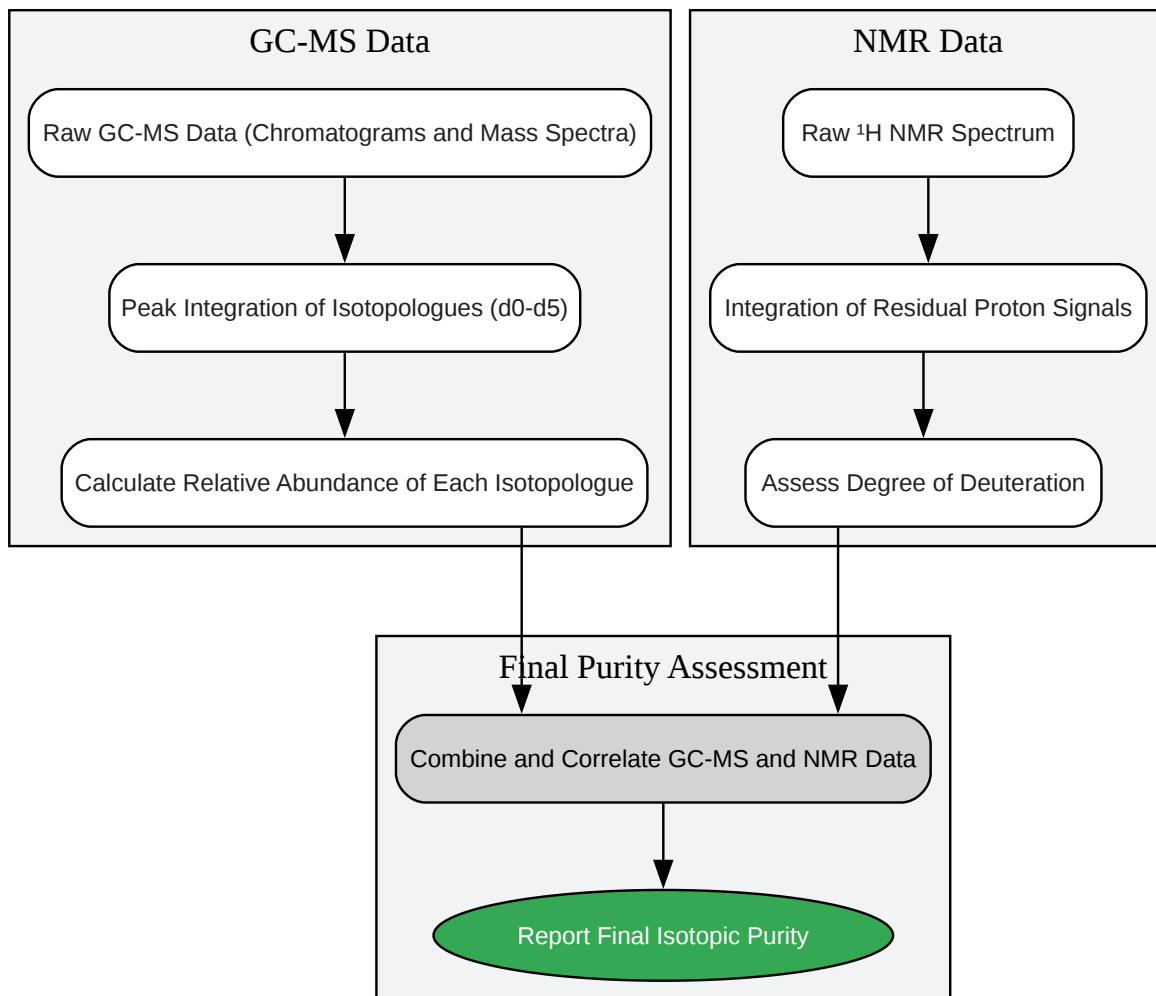 GC-MS Data
Raw GC-MS Data (Chromatograms and Mass Spectra)
Peak Integration of Isotopologues (d0-d5)
Calculate Relative Abundance of Each Isotopologue
NMR Data
Raw ¹H NMR Spectrum
Integration of Residual Proton Signals
Assess Degree of Deuteration
Final Purity Assessment
Combine and Correlate GC-MS and NMR Data
Report Final Isotopic Purity